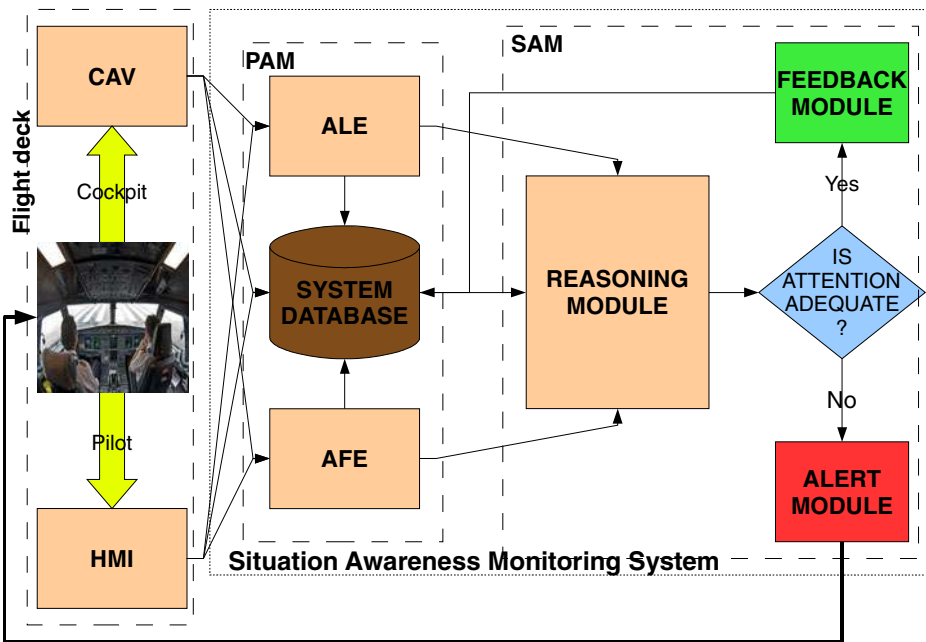 Flight deck
CAV
Cockpit
Pilot
HMI
PAM
ALE
SYSTEM
DATABASE
AFE
SAM
REASONING
MODULE
FEEDBACK
MODULE
Yes
IS
ATTENTION
ADEQUATE
?
No
ALERT
MODULE
Situation Awareness Monitoring System